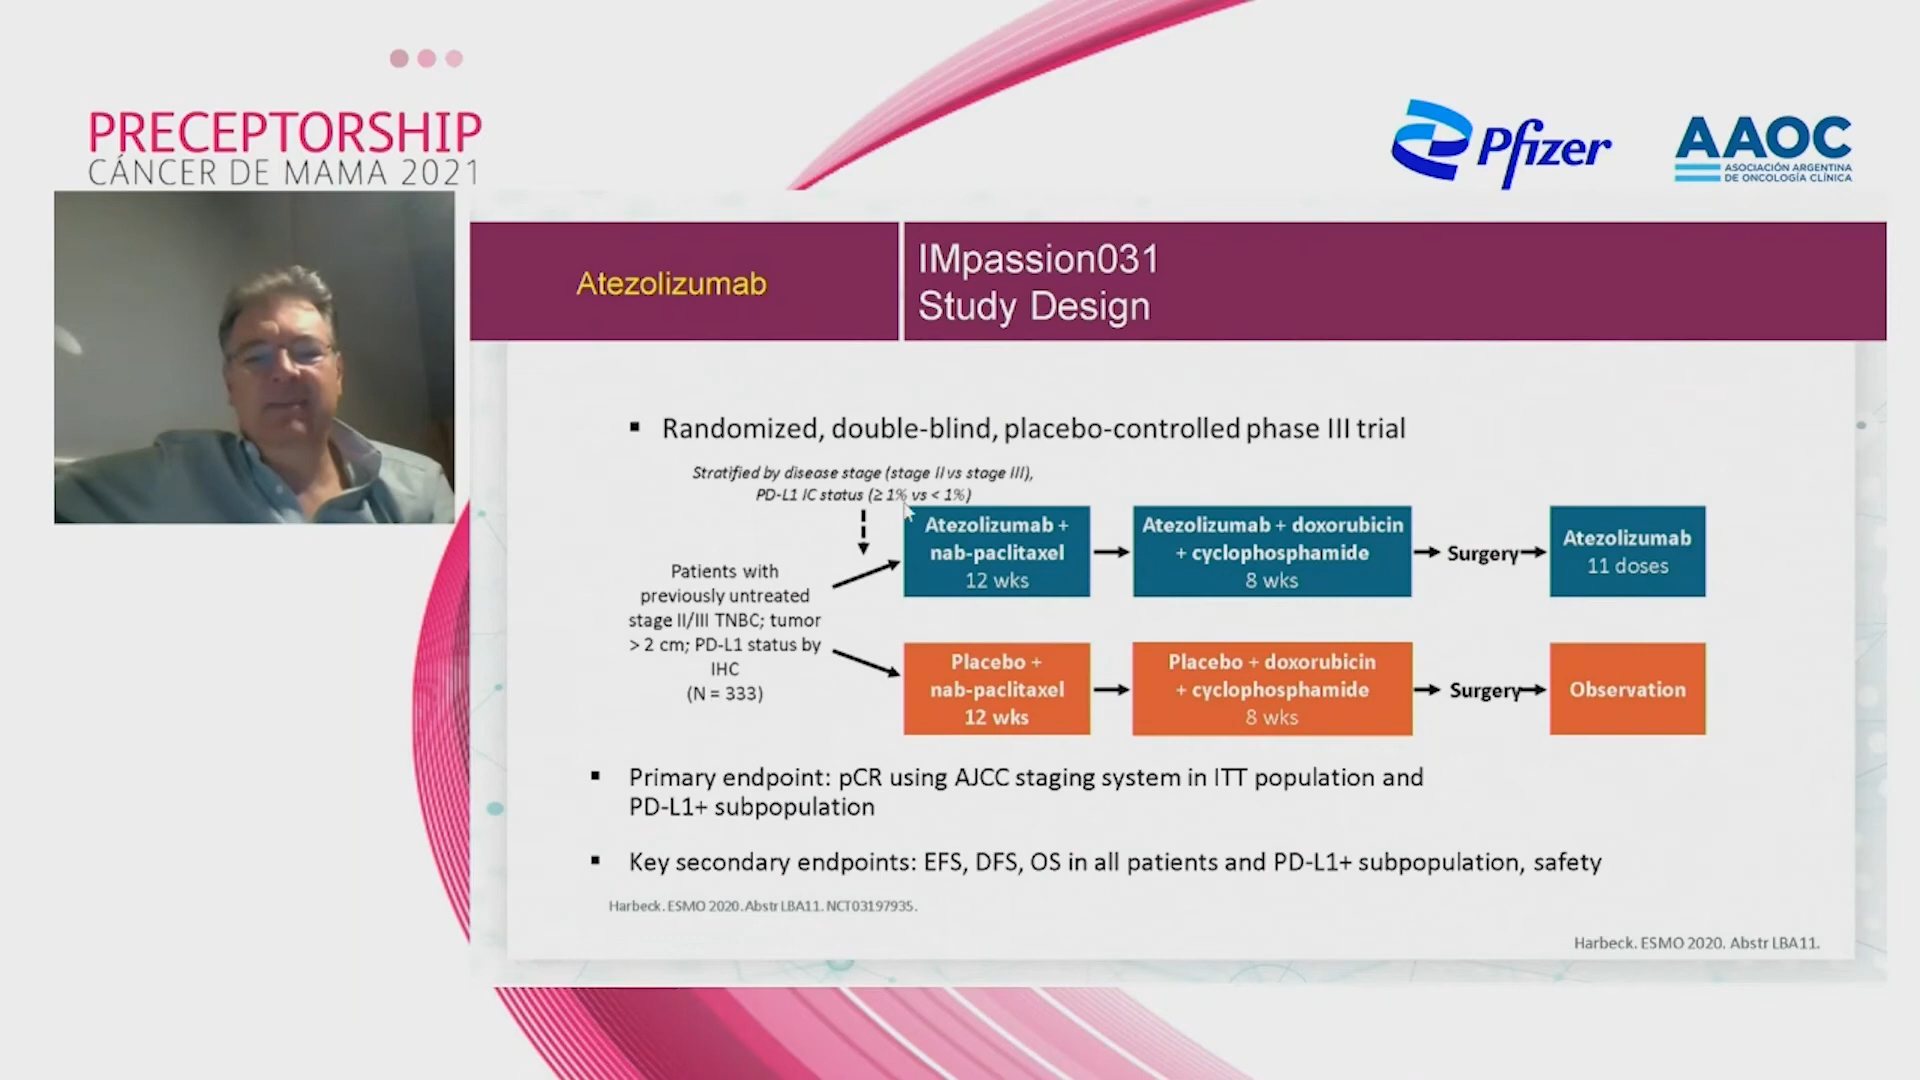 PRECEPTORSHIP
CÁNCER DE MAMA 2021
Pfizer
AAOC
ASOCIACIÓN ARGENTINA
DE ONCOLOGÍA CLÍNICA
Atezolizumab
IMpassion031
Study Design
▪ Randomized, double-blind, placebo-controlled phase III trial
Stratified by disease stage (stage II vs stage III),
PD-L1 IC status (≥ 1% vs < 1%)
Patients with
previously untreated
stage II/III TNBC; tumor
> 2 cm; PD-L1 status by
IHC
(N = 333)
Atezolizumab +
nab-paclitaxel
12 wks
Atezolizumab + doxorubicin
+ cyclophosphamide
8 wks
Surgery
Atezolizumab
11 doses
Placebo +
nab-paclitaxel
12 wks
Placebo + doxorubicin
+ cyclophosphamide
8 wks
Surgery
Observation
▪ Primary endpoint: pCR using AJCC staging system in ITT population and
PD-L1+ subpopulation
▪ Key secondary endpoints: EFS, DFS, OS in all patients and PD-L1+ subpopulation, safety
Harbeck. ESMO 2020. Abstr LBA11. NCT03197935.
Harbeck. ESMO 2020. Abstr LBA11.